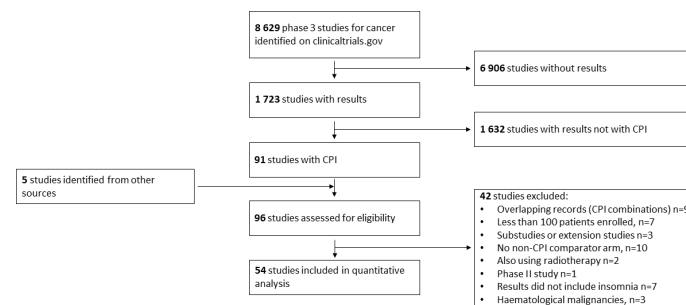 8 629 phase 3 studies for cancer
identified on clinicaltrials.gov
6 906 studies without results
1 723 studies with results
1 632 studies with results not with CPI
91 studies with CPI
5 studies identified from other
sources
96 studies assessed for eligibility
42 studies excluded:
• Overlapping records (CPI combinations) n=9
• Less than 100 patients enrolled, n=7
• Substudies or extension studies n=3
• No non-CPI comparator arm, n=10
• Also using radiotherapy n=2
• Phase II study n=1
• Results did not include insomnia n=7
• Haematological malignancies, n=3
54 studies included in quantitative
analysis